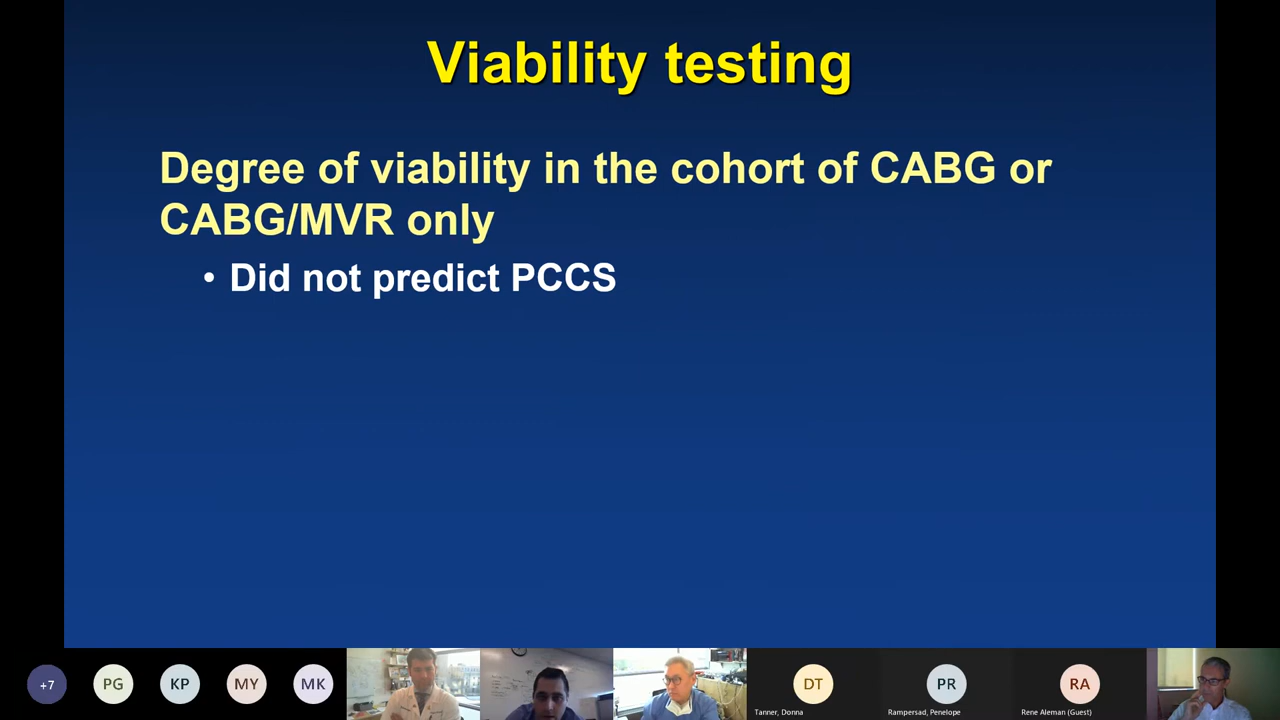 Viability testing
Degree of viability in the cohort of CABG or
CABG/MVR only
• Did not predict PCCS
+7
PG
KP
MY
MK
DT
Tanner, Donna
PR
Rampersad, Penelope
RA
Rene Aleman (Guest)